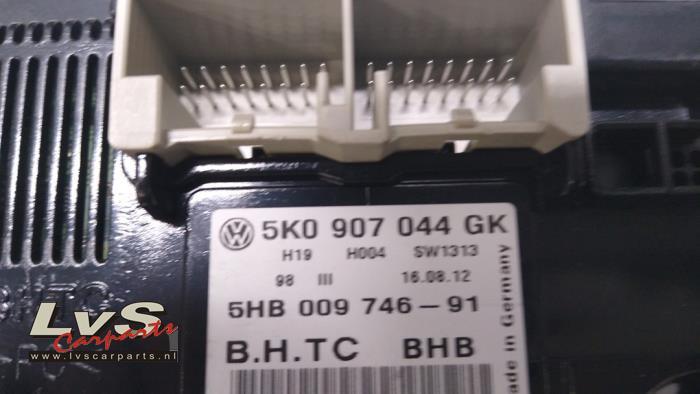 5K0 907 044 GK
H19 H004 SW1313
98 III 16.08.12
5HB 009 746-91
B.H.TC BHB
Made in Germany
LvS
Carparts
www.lvscarparts.nl